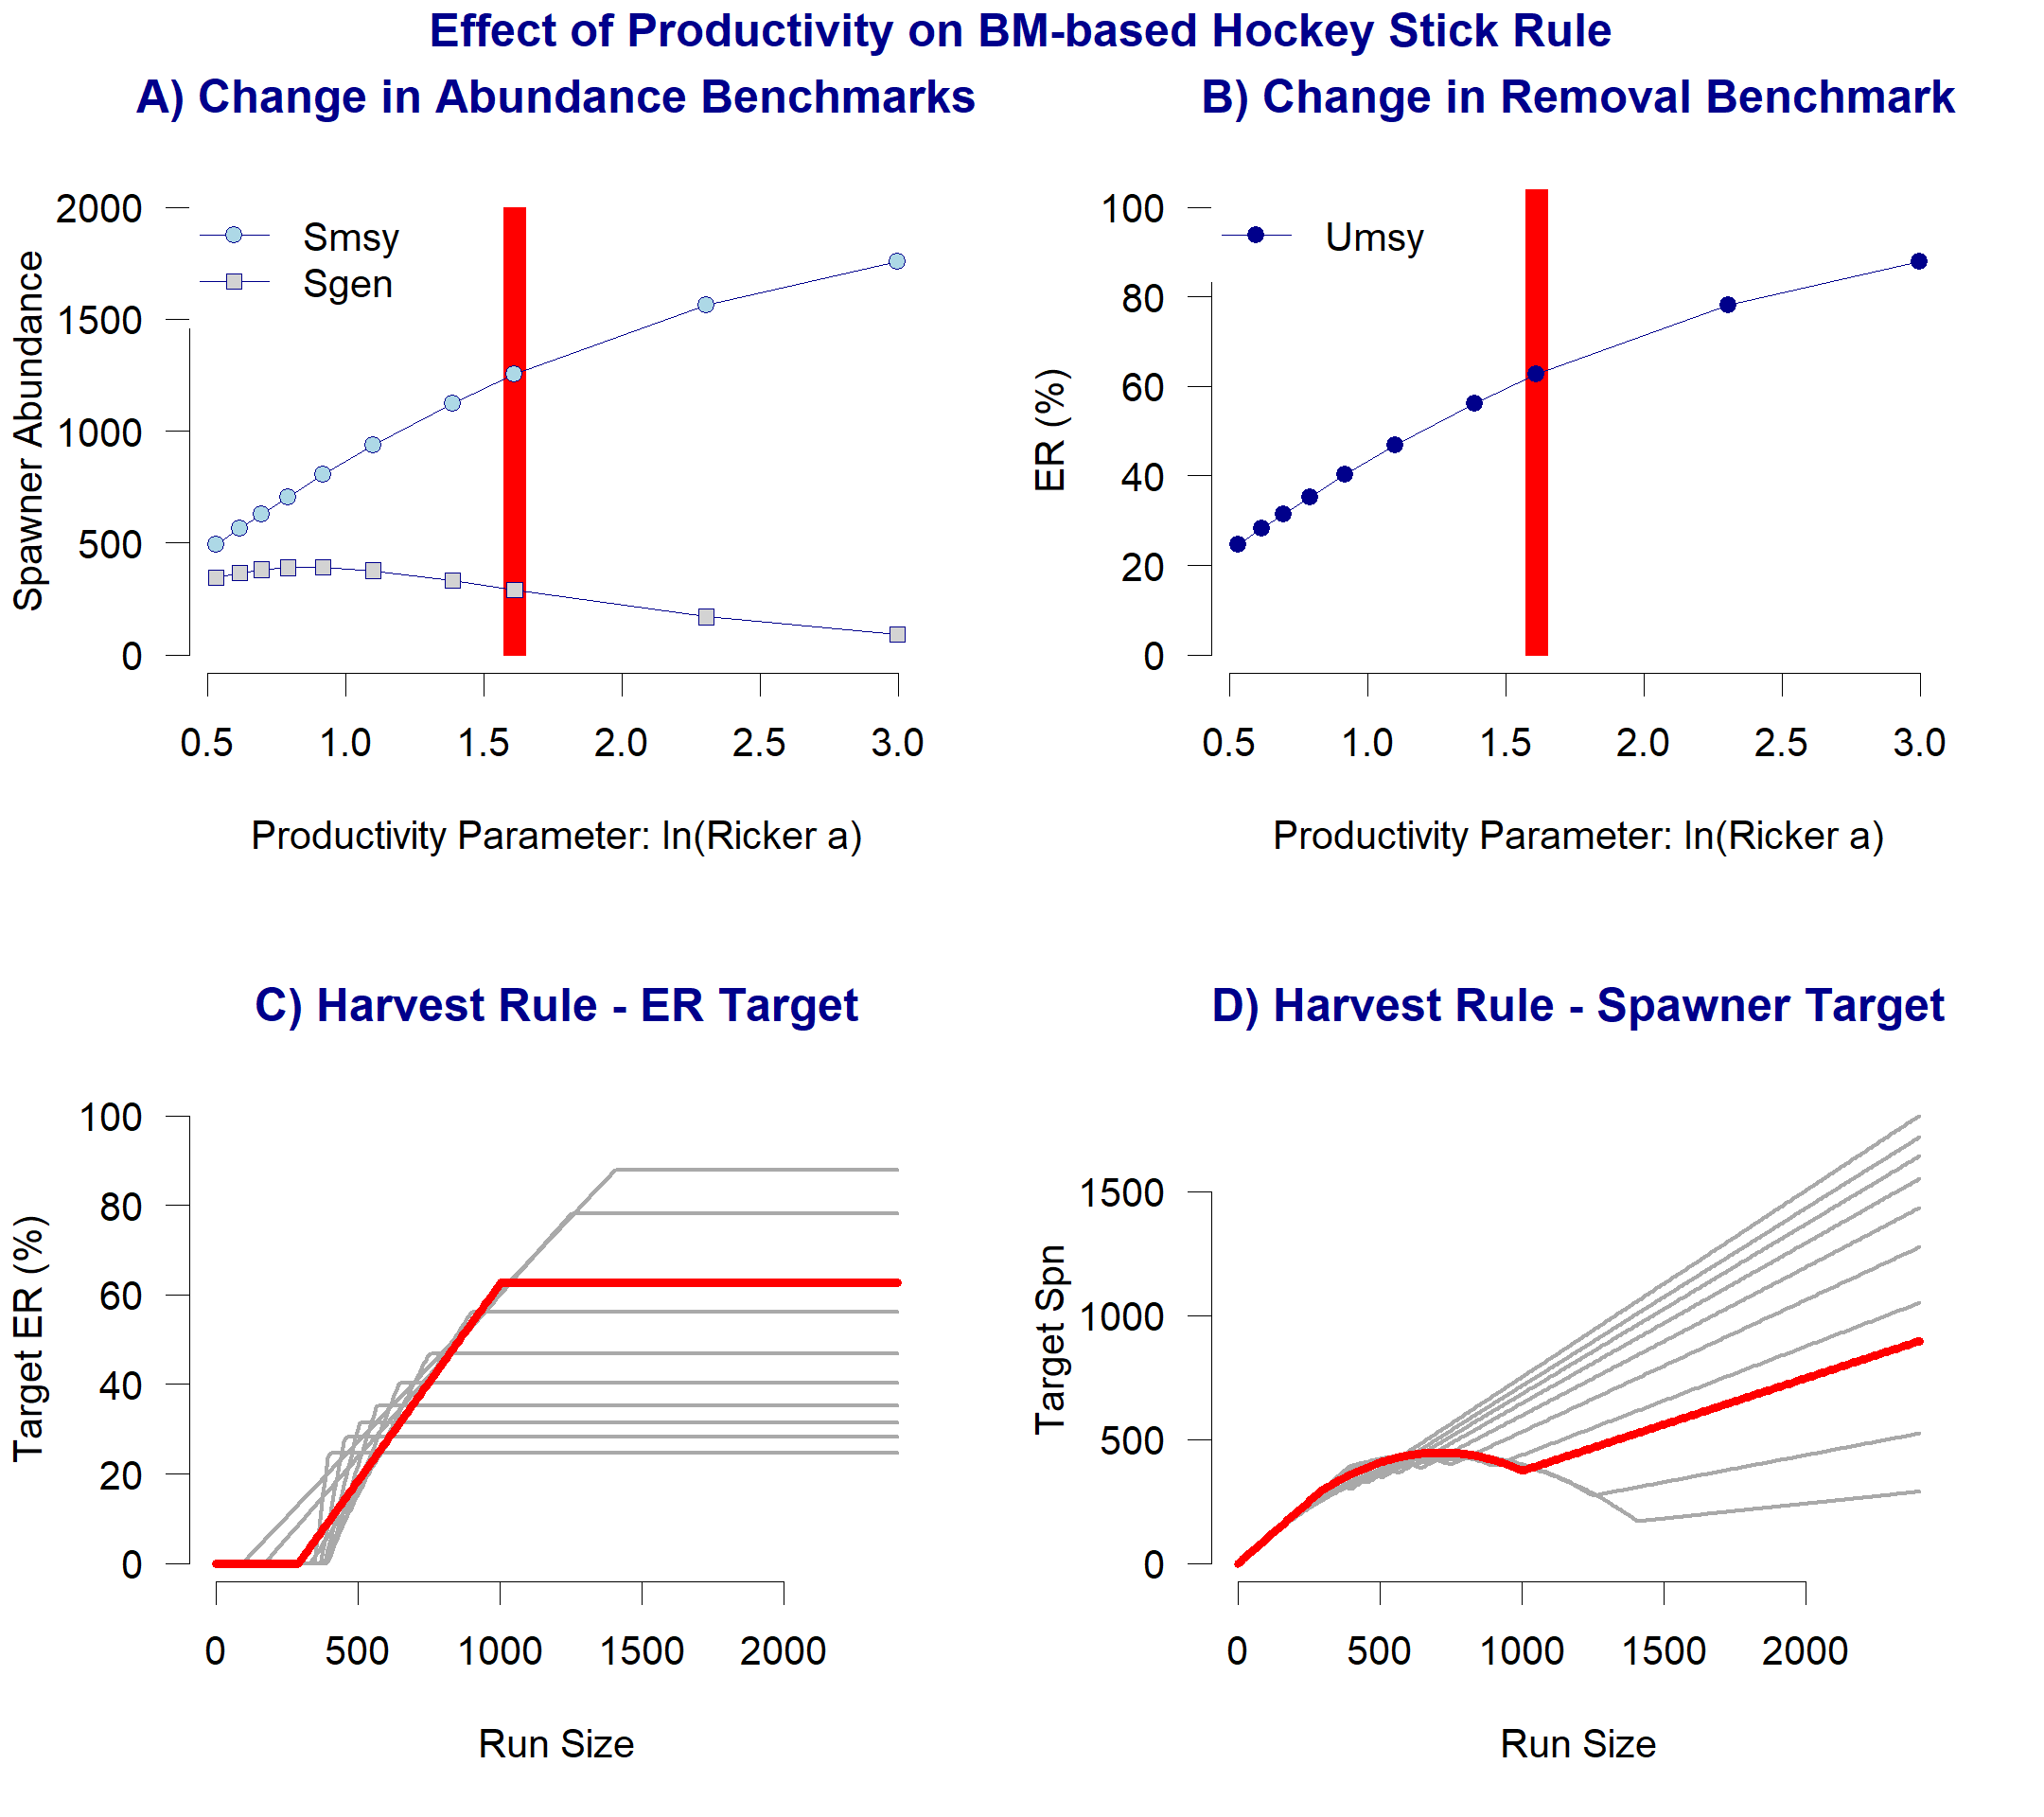 Effect of Productivity on BM-based Hockey Stick Rule
A) Change in Abundance Benchmarks
Spawner Abundance
2000
1500
1000
500
0
Smsy
Sgen
0.5 1.0 1.5 2.0 2.5 3.0
Productivity Parameter: ln(Ricker a)
B) Change in Removal Benchmark
ER (%)
100
80
60
40
20
0
Umsy
0.5 1.0 1.5 2.0 2.5 3.0
Productivity Parameter: ln(Ricker a)
C) Harvest Rule - ER Target
Target ER (%)
100
80
60
40
20
0
0 500 1000 1500 2000
Run Size
D) Harvest Rule - Spawner Target
Target Spn
1500
1000
500
0
0 500 1000 1500 2000
Run Size